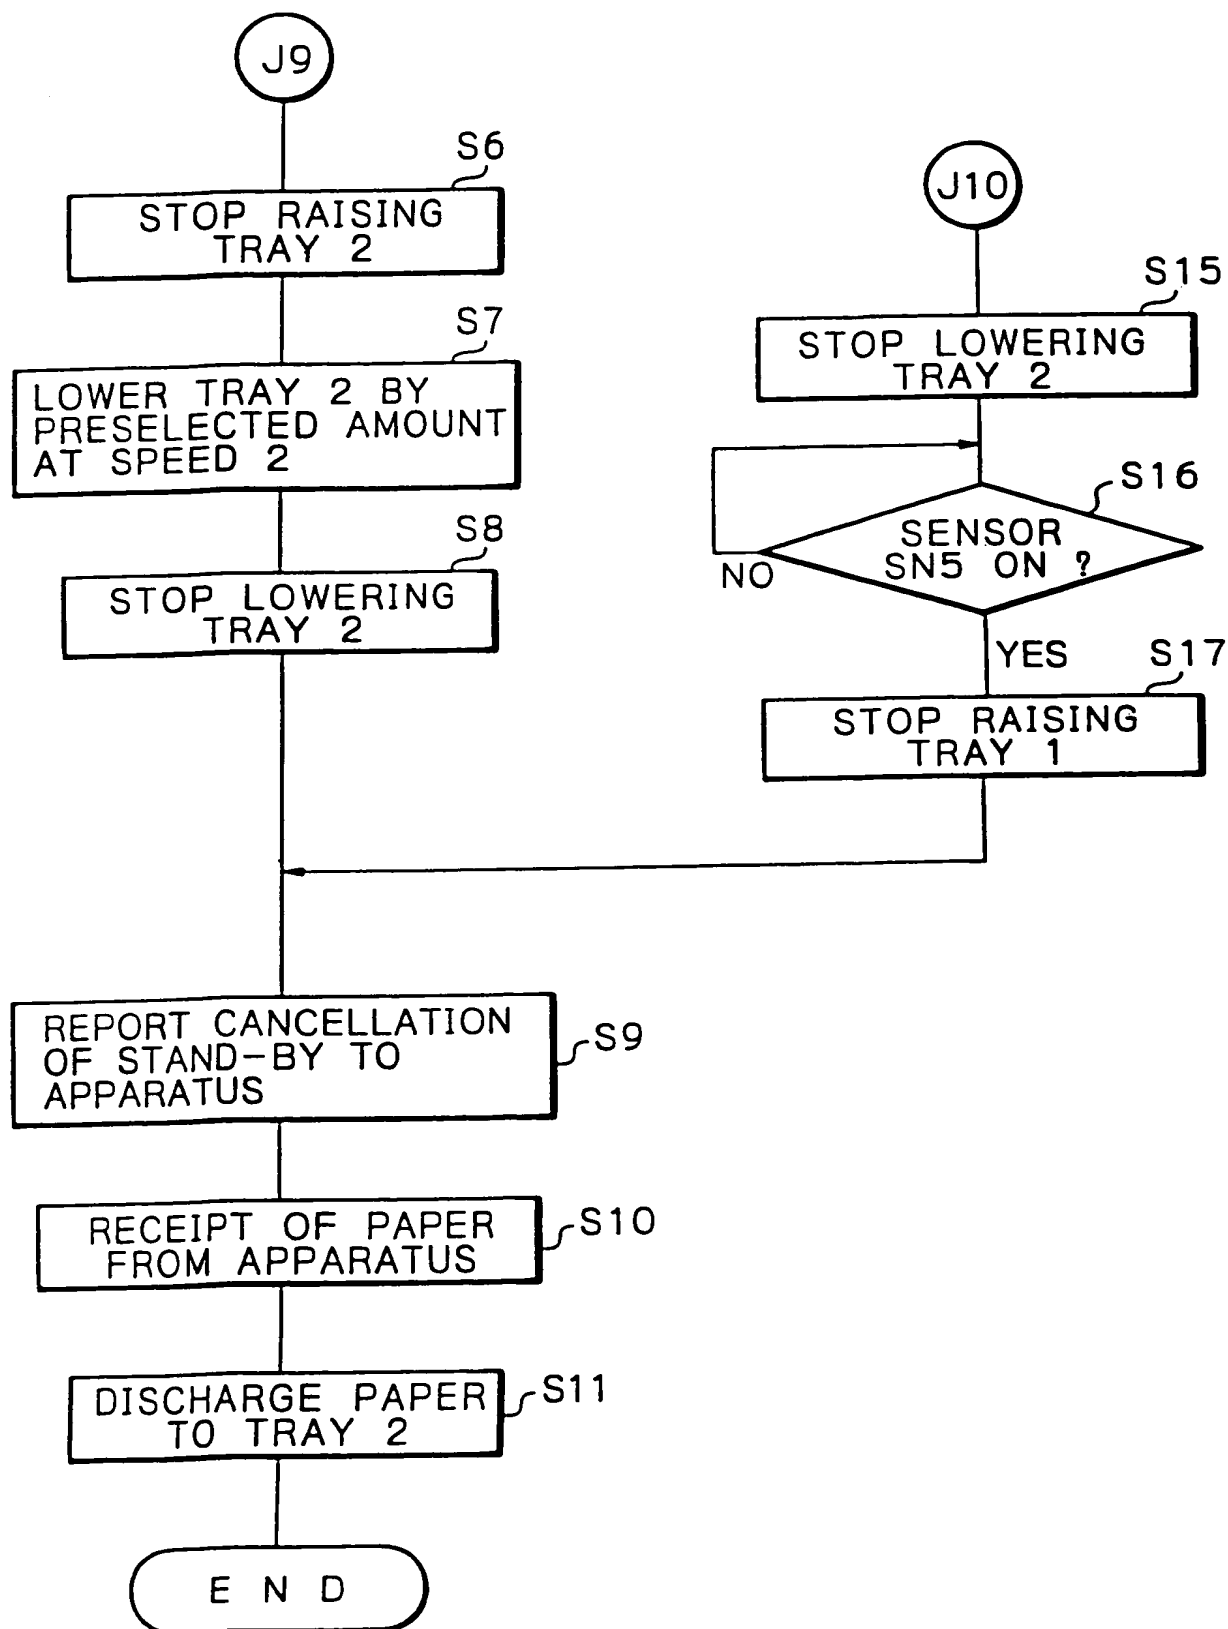 J9
S6
STOP RAISING
TRAY 2
S7
LOWER TRAY 2 BY
PRESELECTED AMOUNT
AT SPEED 2
S8
STOP LOWERING
TRAY 2
J10
S15
STOP LOWERING
TRAY 2
S16
SENSOR
SN5 ON ?
NO
YES
S17
STOP RAISING
TRAY 1
REPORT CANCELLATION
OF STAND-BY TO
APPARATUS
S9
RECEIPT OF PAPER
FROM APPARATUS
S10
DISCHARGE PAPER
TO TRAY 2
S11
END